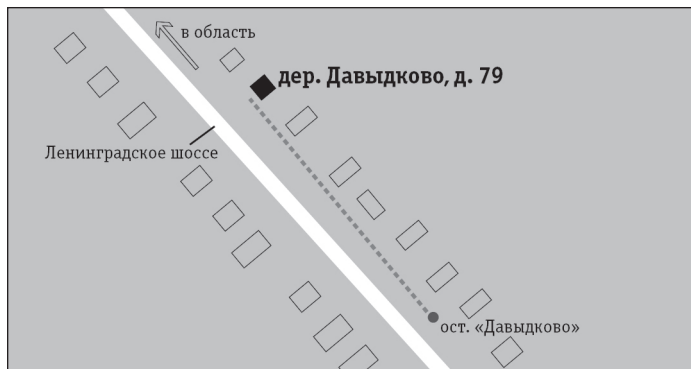 в область
дер. Давыдково, д. 79
Ленинградское шоссе
ост. «Давыдково»